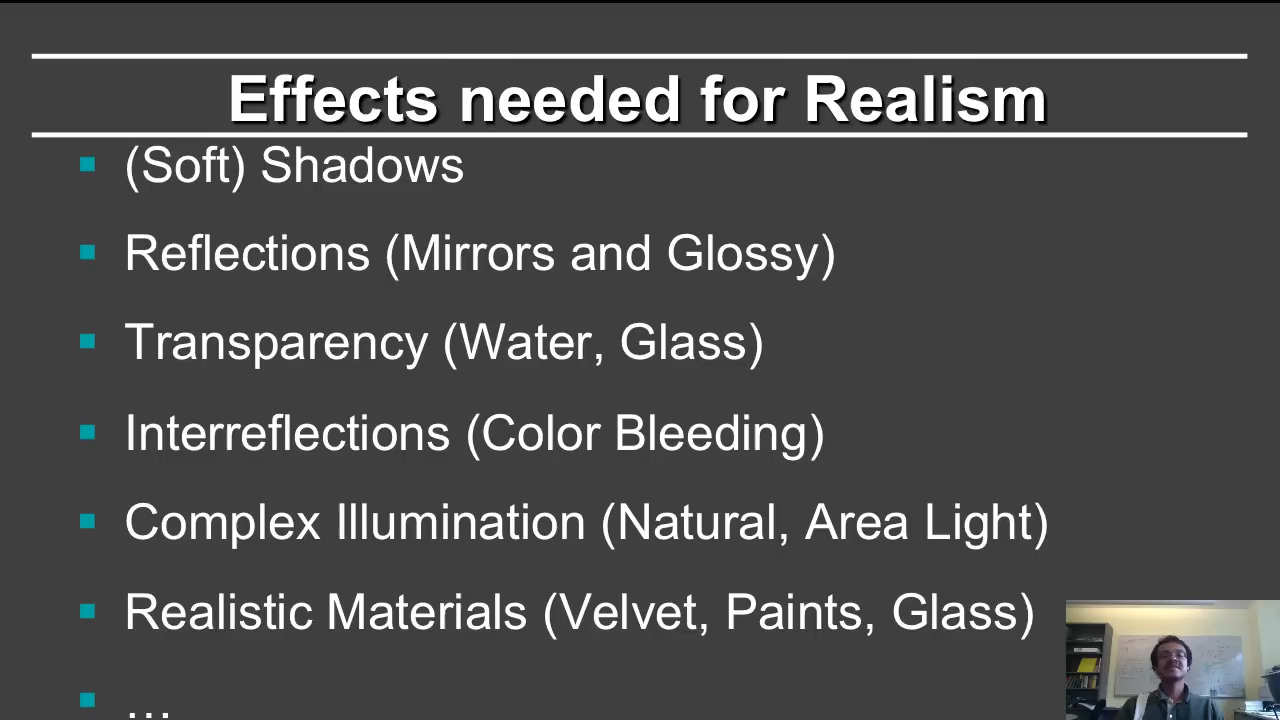 Effects needed for Realism
(Soft) Shadows
Reflections (Mirrors and Glossy)
Transparency (Water, Glass)
Interreflections (Color Bleeding)
Complex Illumination (Natural, Area Light)
Realistic Materials (Velvet, Paints, Glass)
...